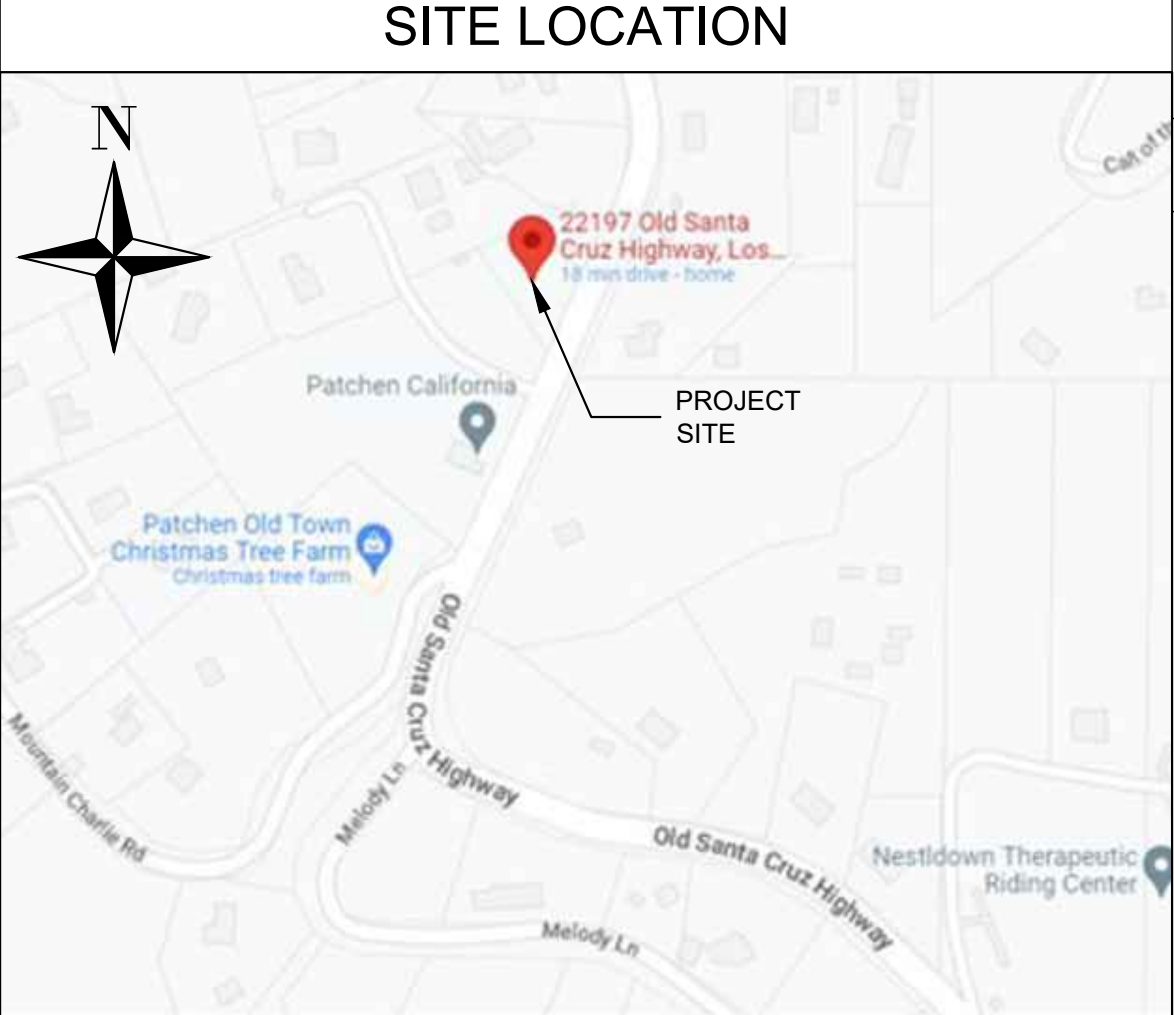 SITE LOCATION
N
22197 Old Santa
Cruz Highway, Los...
18 min drive - home
Patchen California
PROJECT
SITE
Patchen Old Town
Christmas Tree Farm
Christmas tree farm
Old Santa Cruz Highway
Mountain Charlie Rd
Melody Ln
Old Santa Cruz Highway
Nestldown Therapeutic
Riding Center
Melody Ln